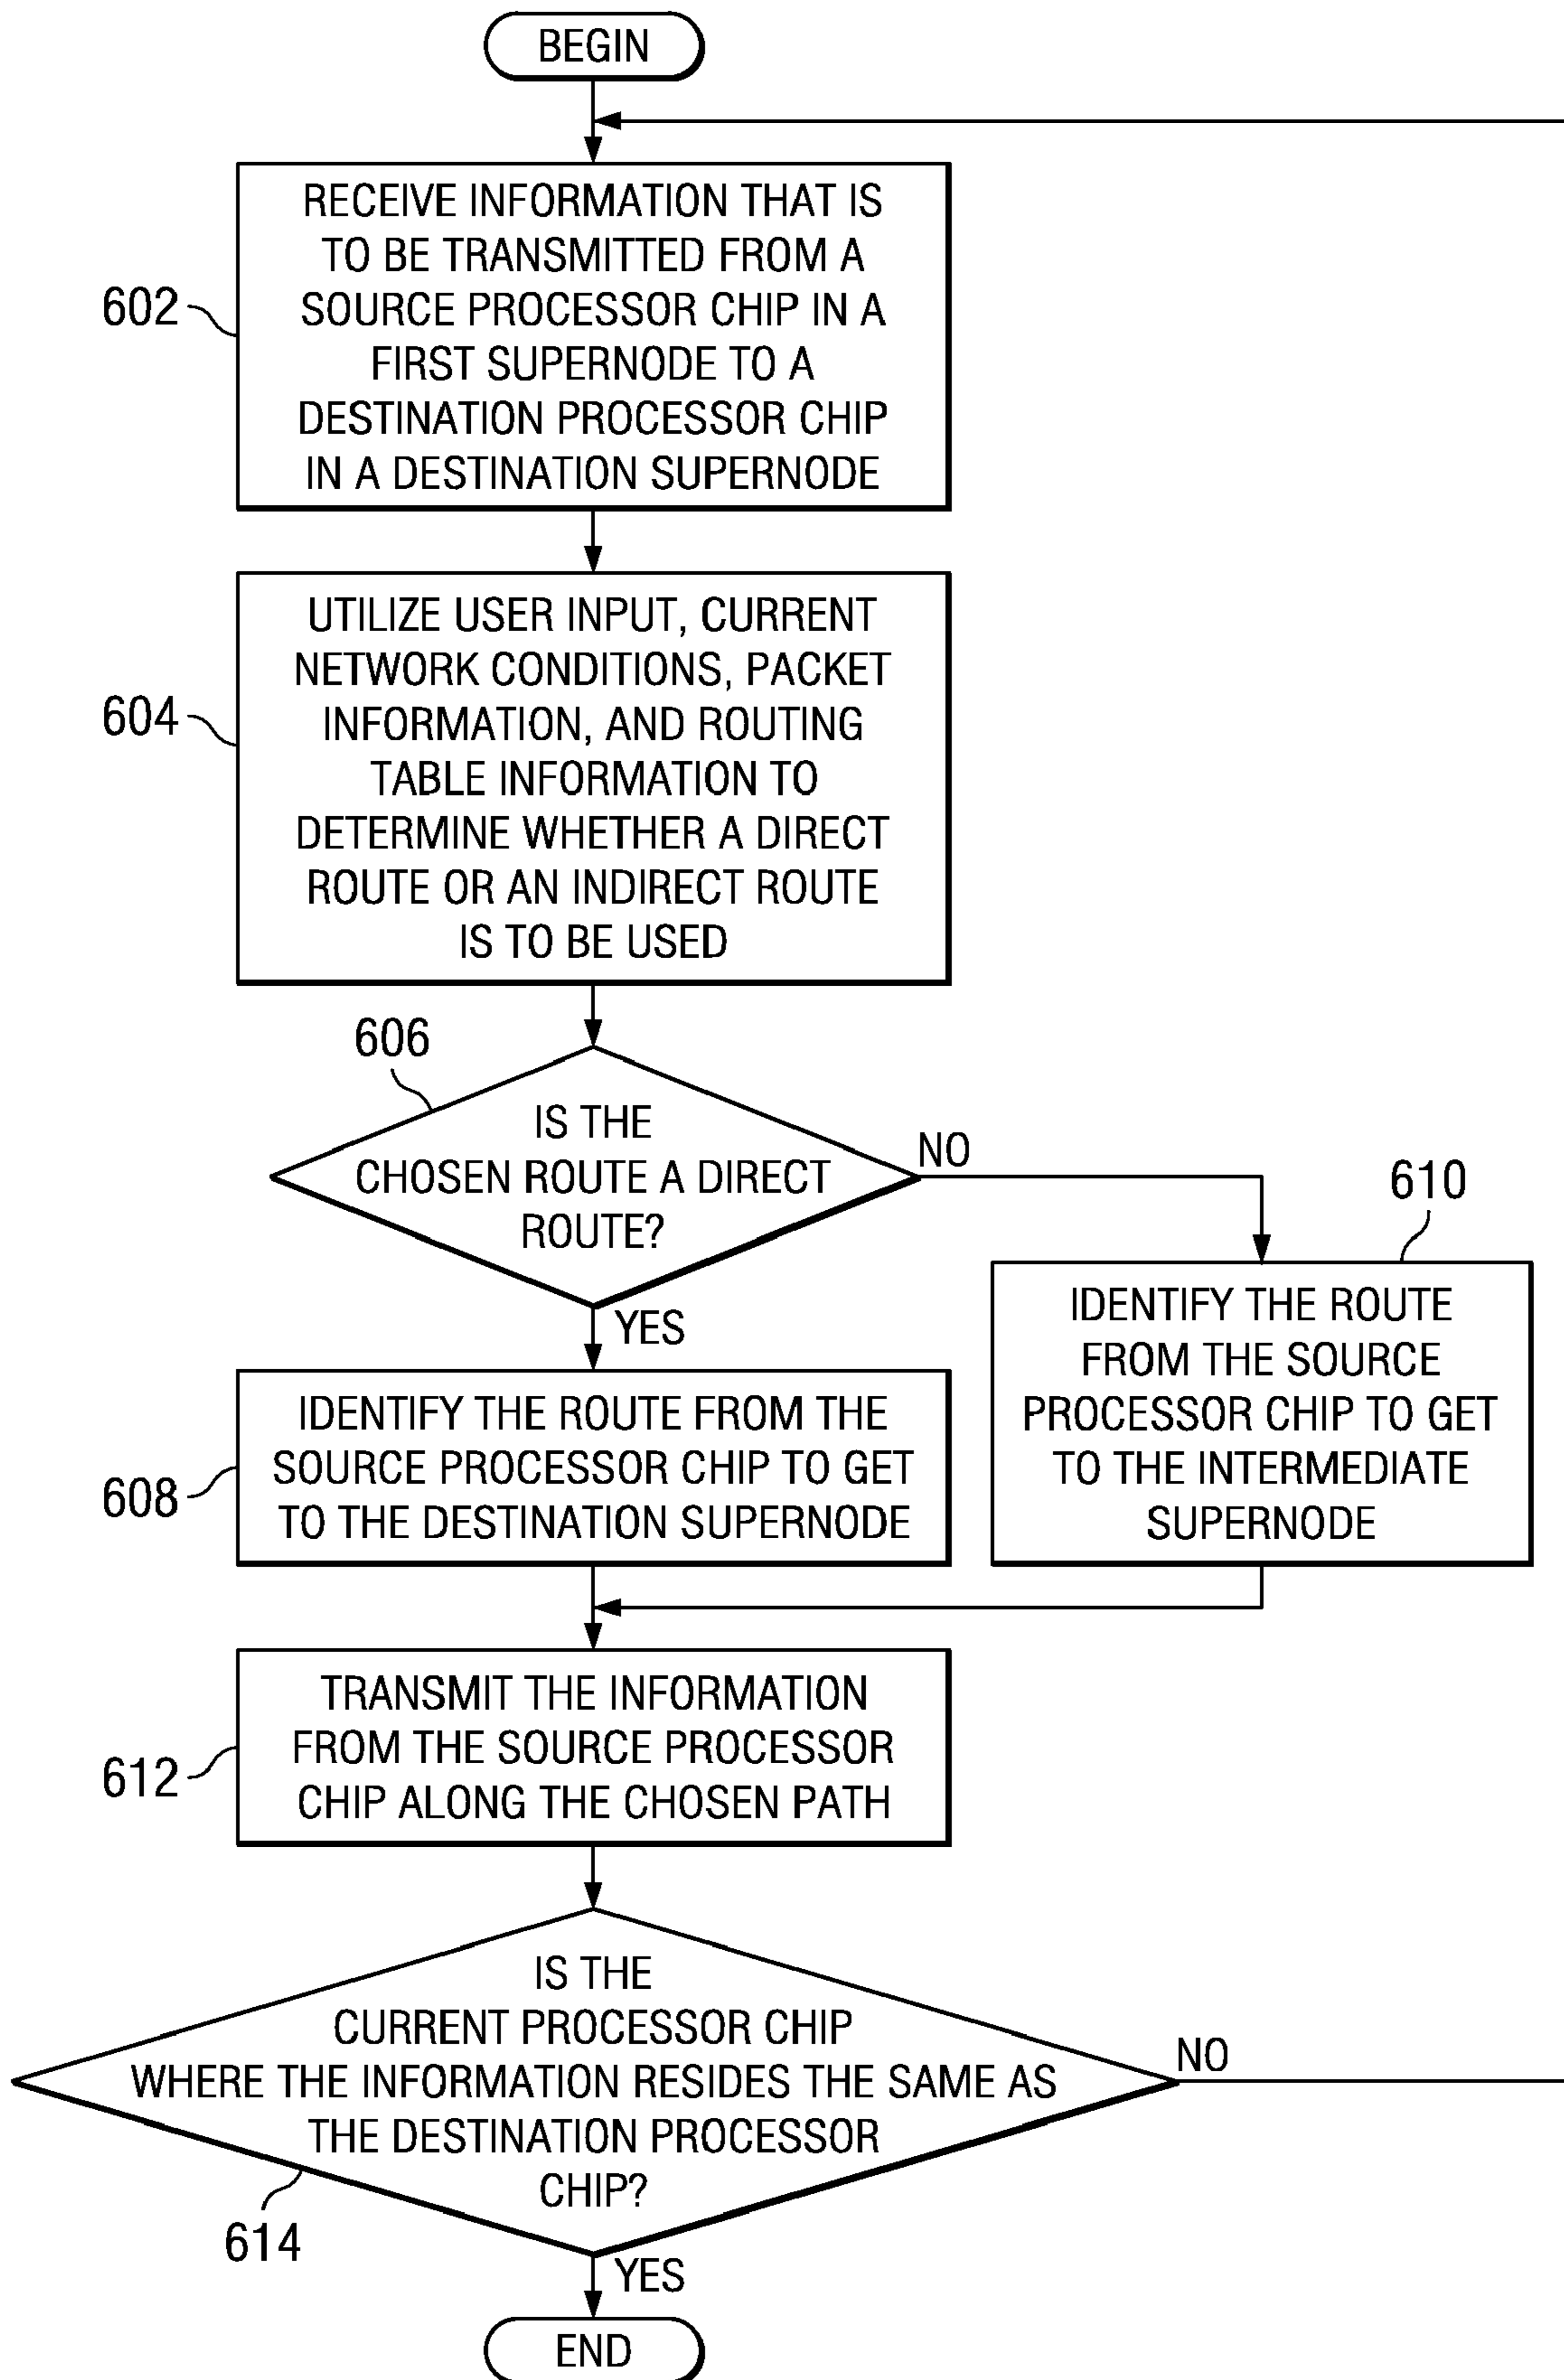 BEGIN
602
RECEIVE INFORMATION THAT IS
TO BE TRANSMITTED FROM A
SOURCE PROCESSOR CHIP IN A
FIRST SUPERNODE TO A
DESTINATION PROCESSOR CHIP
IN A DESTINATION SUPERNODE
604
UTILIZE USER INPUT, CURRENT
NETWORK CONDITIONS, PACKET
INFORMATION, AND ROUTING
TABLE INFORMATION TO
DETERMINE WHETHER A DIRECT
ROUTE OR AN INDIRECT ROUTE
IS TO BE USED
606
IS THE
CHOSEN ROUTE A DIRECT
ROUTE?
NO
YES
610
IDENTIFY THE ROUTE
FROM THE SOURCE
PROCESSOR CHIP TO GET
TO THE INTERMEDIATE
SUPERNODE
608
IDENTIFY THE ROUTE FROM THE
SOURCE PROCESSOR CHIP TO GET
TO THE DESTINATION SUPERNODE
612
TRANSMIT THE INFORMATION
FROM THE SOURCE PROCESSOR
CHIP ALONG THE CHOSEN PATH
IS THE
CURRENT PROCESSOR CHIP
WHERE THE INFORMATION RESIDES THE SAME AS
THE DESTINATION PROCESSOR
CHIP?
NO
614
YES
END